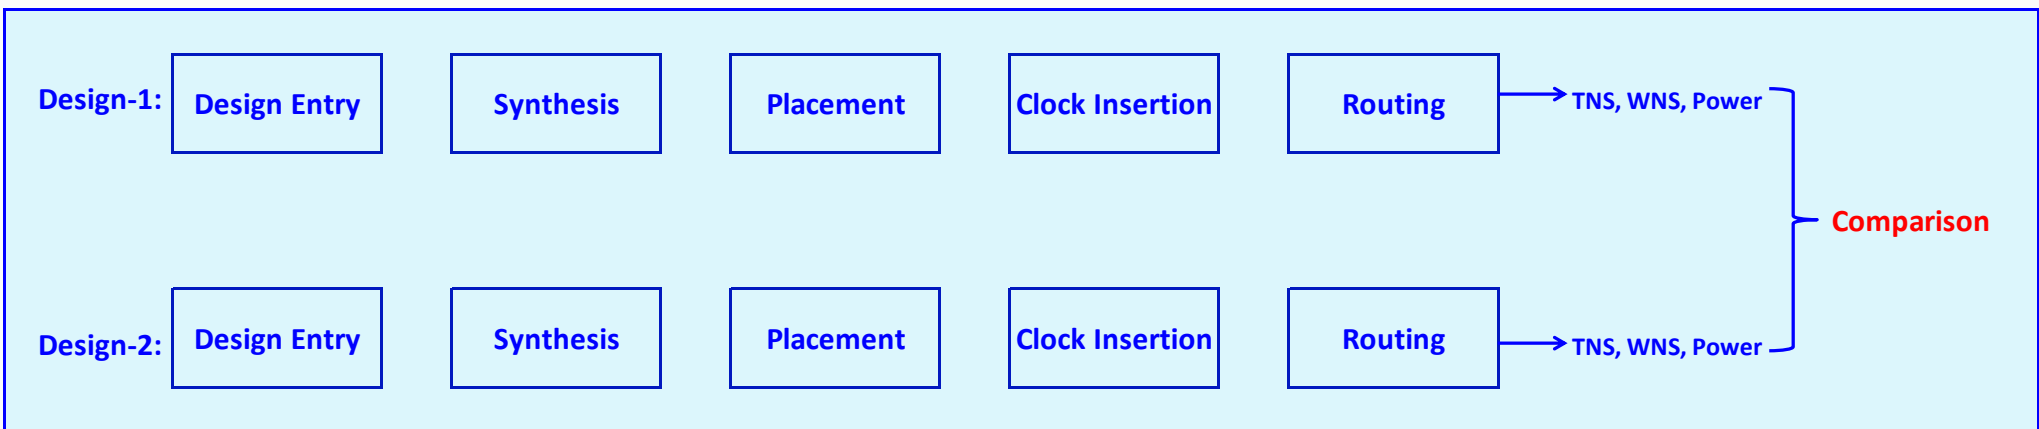 Design-1: Design Entry Synthesis Placement Clock Insertion Routing TNS, WNS, Power
Comparison
Design-2: Design Entry Synthesis Placement Clock Insertion Routing TNS, WNS, Power